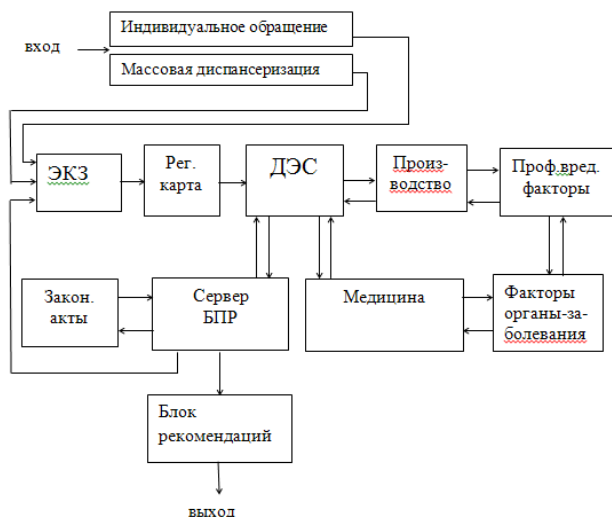 Индивидуальное обращение
вход
Массовая диспансеризация
ЭКЗ
Рег.
карта
ДЭС
Произ-
водство
Проф.вред.
факторы
Закон.
акты
Сервер
БПР
Медицина
Факторы
органы-за-
болевания
Блок
рекомендаций
выход